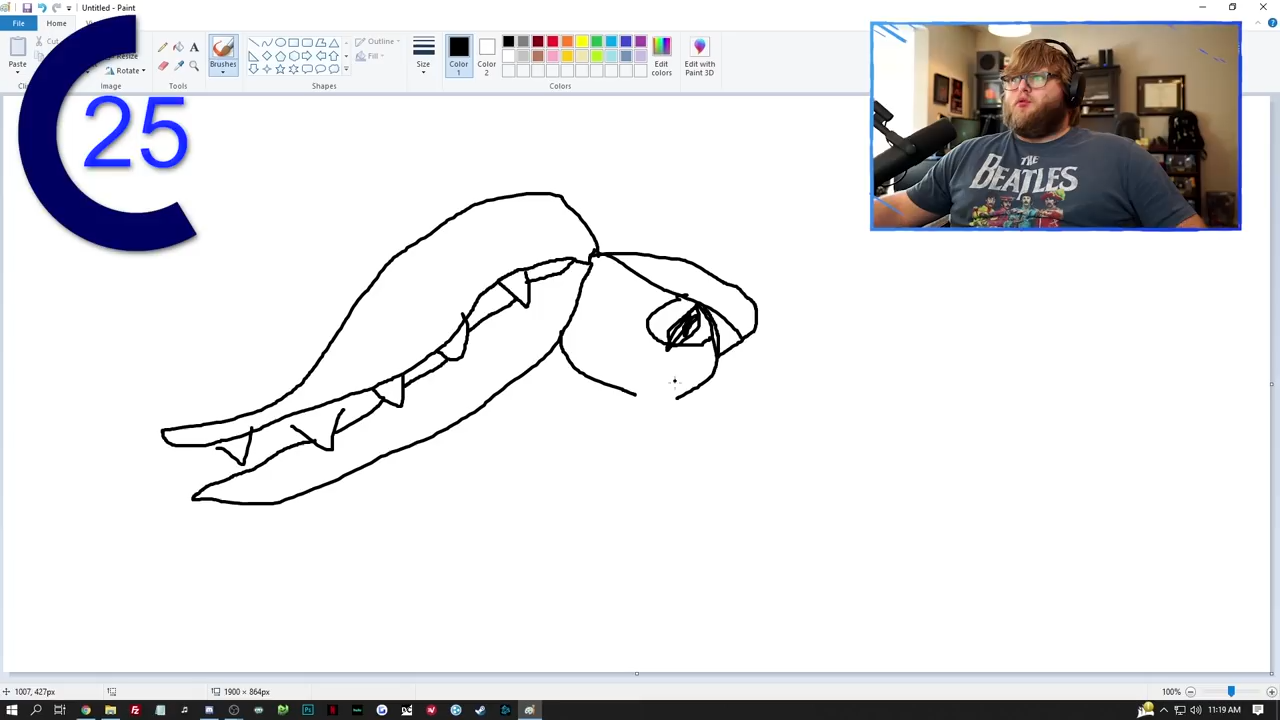 Untitled - Paint
File
Home
Paste
Rotate
Image
Tools
Brushes
Outline
Fill
Shapes
Size
Color
1
Color
2
Edit
colors
Edit with
Paint 3D
Colors
25
THE
BEATLES
1007, 427px
1900 × 864px
100%
11:19 AM